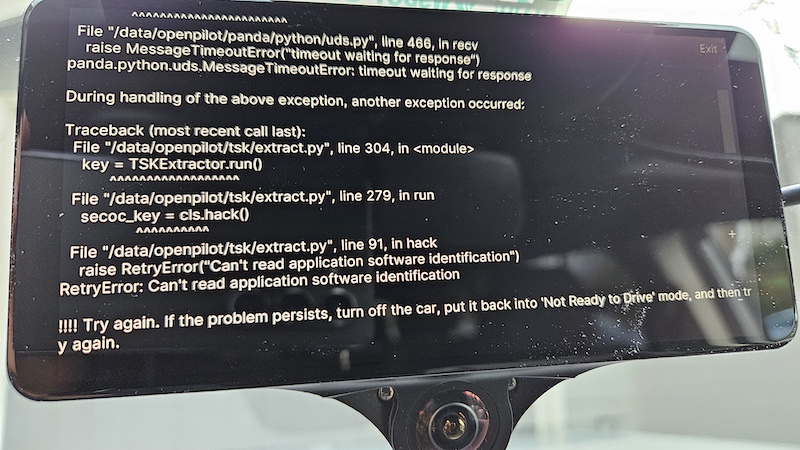 ^^^^^^^^^^^^^^^^^^^^^^
File "/data/openpilot/panda/python/uds.py", line 466, in recv
Exit
raise MessageTimeoutError("timeout waiting for response")
panda.python.uds.MessageTimeoutError: timeout waiting for response
During handling of the above exception, another exception occurred:
Traceback (most recent call last):
File "/data/openpilot/tsk/extract.py", line 304, in <module>
key = TSKExtractor.run()
^^^^^^^^^^^^^^^^^^
File "/data/openpilot/tsk/extract.py", line 279, in run
secoc_key = cls.hack()
^^^^^^^^^^
File "/data/openpilot/tsk/extract.py", line 91, in hack
raise RetryError("Can't read application software identification")
RetryError: Can't read application software identification
!!!! Try again. If the problem persists, turn off the car, put it back into 'Not Ready to Drive' mode, and then tr
y again.